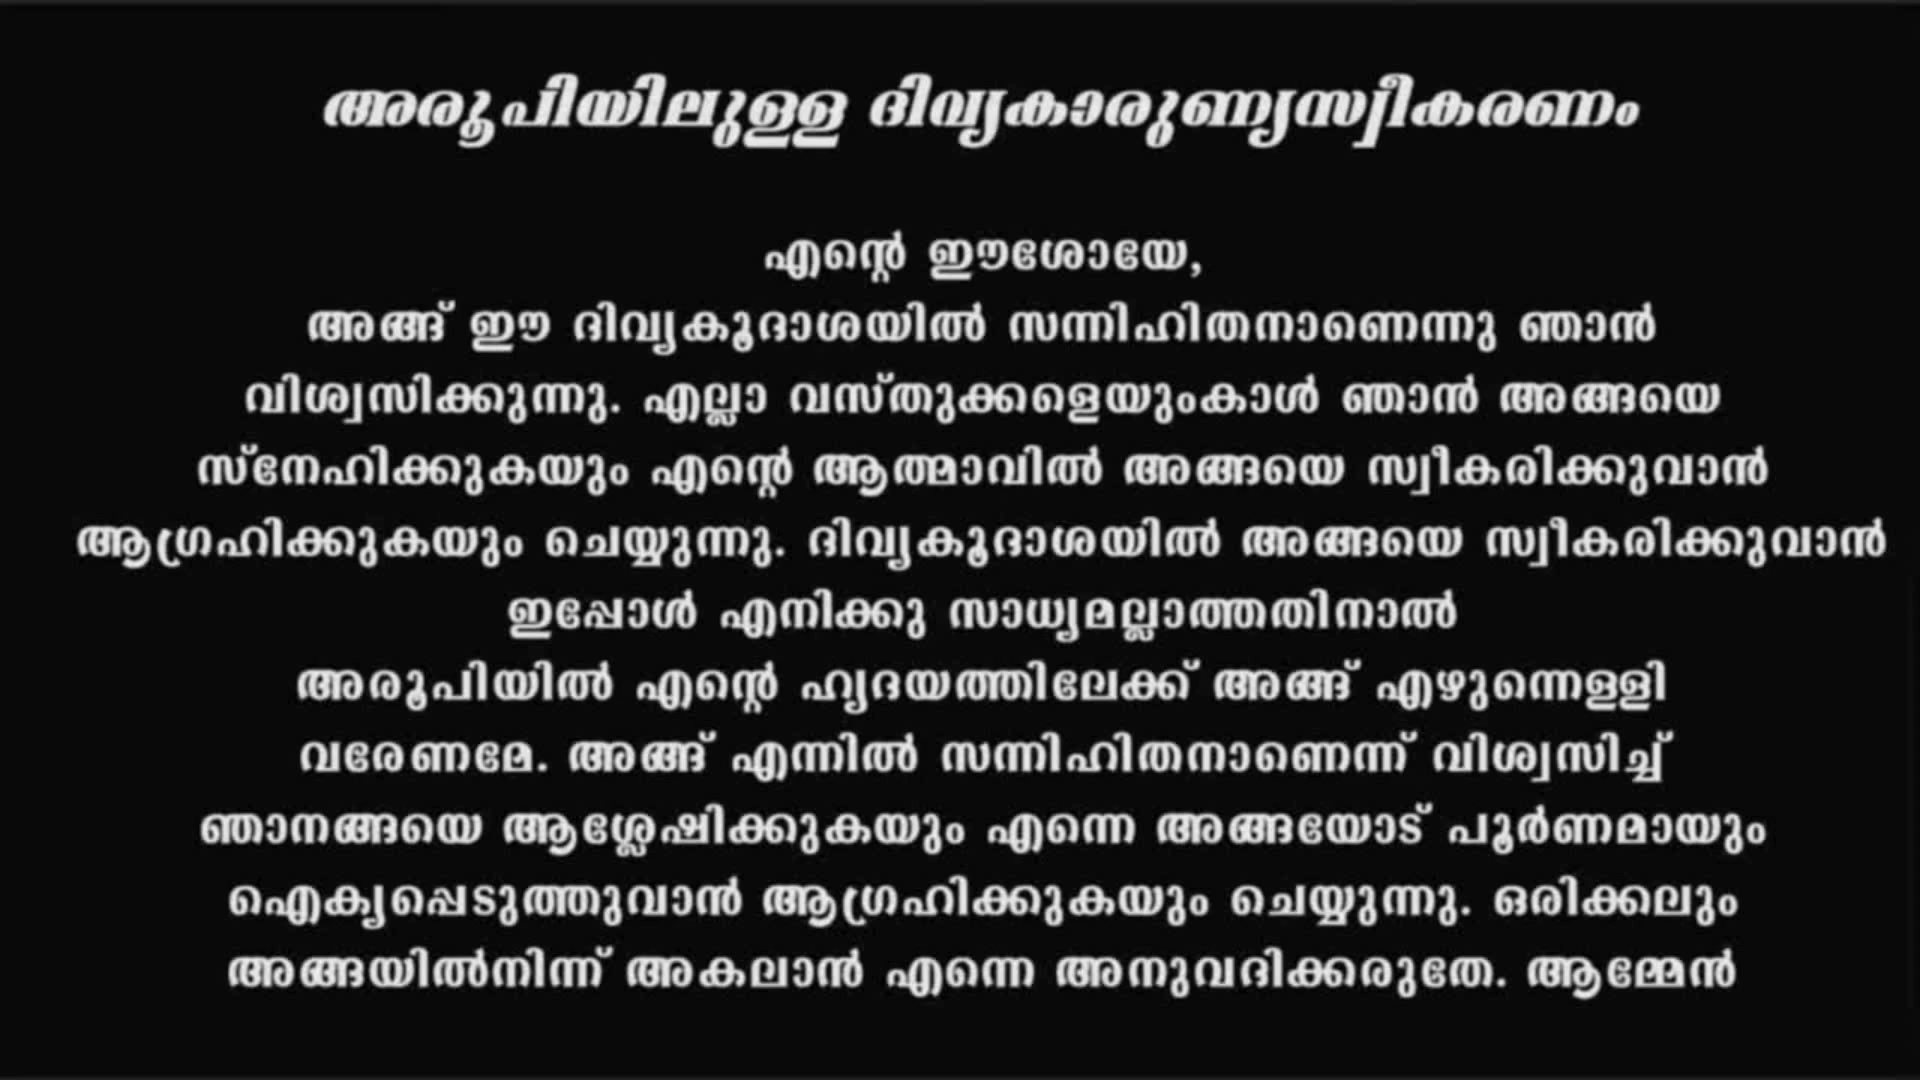 അരൂപിയിലുള്ള ദിവ്യകാരുണ്യസ്വീകരണം
എന്റെ ഈശോയേ,
അങ്ങ് ഈ ദിവ്യകൂദാശയിൽ സന്നിഹിതനാണെന്നു ഞാൻ
വിശ്വസിക്കുന്നു. എല്ലാ വസ്തുക്കളെയുംകാൾ ഞാൻ അങ്ങയെ
സ്നേഹിക്കുകയും എന്റെ ആത്മാവിൽ അങ്ങയെ സ്വീകരിക്കുവാൻ
ആഗ്രഹിക്കുകയും ചെയ്യുന്നു. ദിവ്യകൂദാശയിൽ അങ്ങയെ സ്വീകരിക്കുവാൻ
ഇപ്പോൾ എനിക്കു സാധ്യമല്ലാത്തതിനാൽ
അരൂപിയിൽ എന്റെ ഹൃദയത്തിലേക്ക് അങ്ങ് എഴുന്നെള്ളി
വരേണമേ. അങ്ങ് എന്നിൽ സന്നിഹിതനാണെന്ന് വിശ്വസിച്ച്
ഞാനങ്ങയെ ആശ്ലേഷിക്കുകയും എന്നെ അങ്ങയോട് പൂർണമായും
ഐക്യപ്പെടുത്തുവാൻ ആഗ്രഹിക്കുകയും ചെയ്യുന്നു. ഒരിക്കലും
അങ്ങയിൽനിന്ന് അകലാൻ എന്നെ അനുവദിക്കരുതേ. ആമ്മേൻ